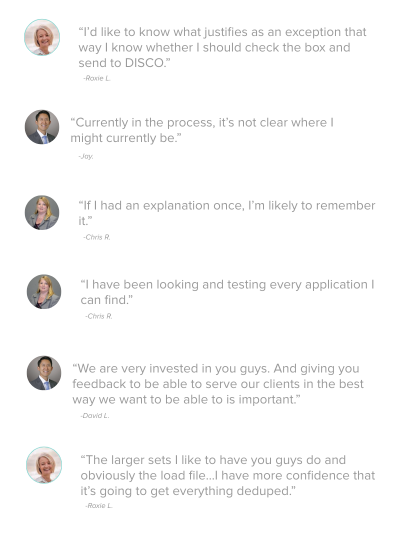 “I’d like to know what justifies as an exception that
way I know whether I should check the box and
send to DISCO.”
-Roxie L.
“Currently in the process, it’s not clear where I
might currently be.”
-Jay.
“If I had an explanation once, I’m likely to remember
it.”
-Chris R.
“I have been looking and testing every application I
can find.”
-Chris R.
“We are very invested in you guys. And giving you
feedback to be able to serve our clients in the best
way we want to be able to is important.”
-David L.
“The larger sets I like to have you guys do and
obviously the load file...I have more confidence that
it’s going to get everything deduped.”
-Roxie L.